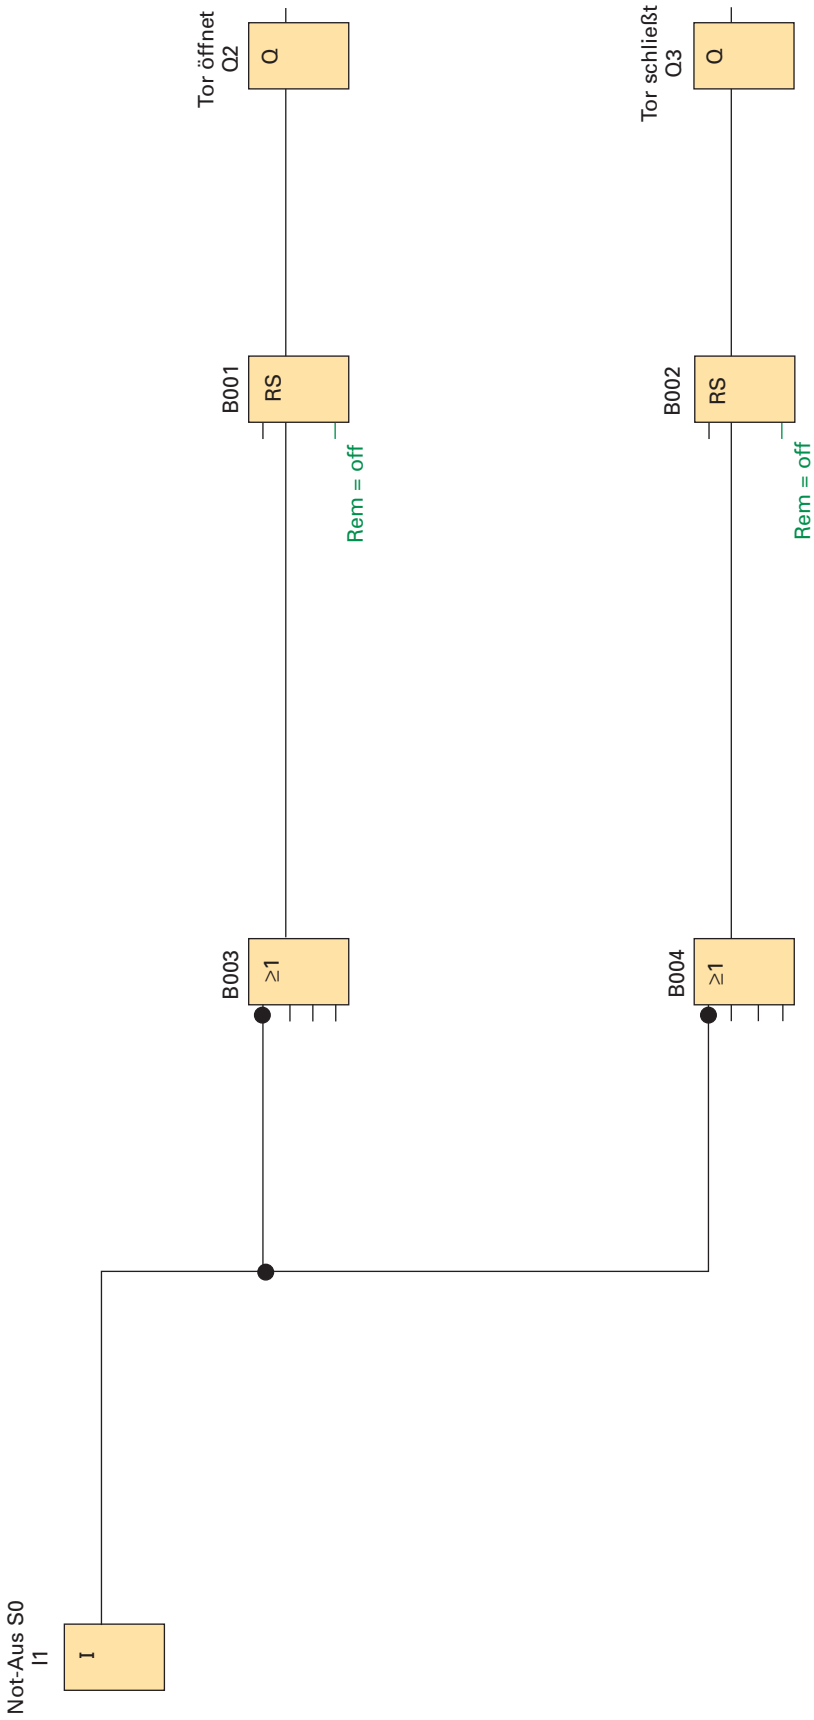 Not-Aus S0
I1
I
B003
≥1
B001
RS
Rem = off
Tor öffnet
Q2
Q
B004
≥1
B002
RS
Rem = off
Tor schließt
Q3
Q